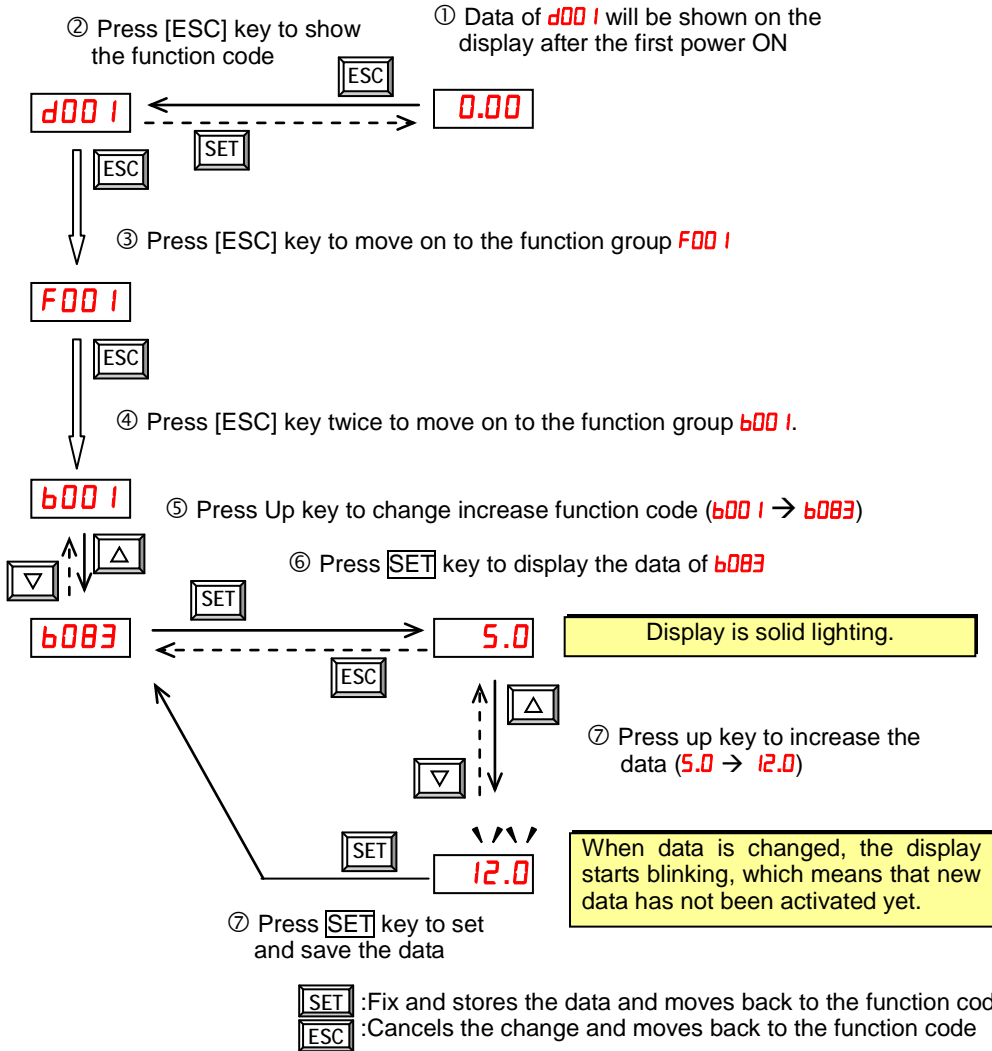 ① Data of d001 will be shown on the
display after the first power ON
② Press [ESC] key to show
the function code
ESC
d001
0.00
SET
ESC
③ Press [ESC] key to move on to the function group F001
F001
ESC
④ Press [ESC] key twice to move on to the function group b001.
b001
⑤ Press Up key to change increase function code (b001 → b083)
△
▽
⑥ Press SET key to display the data of b083
SET
b083
5.0
Display is solid lighting.
ESC
△
⑦ Press up key to increase the
data (5.0 → 12.0)
▽
SET
12.0
When data is changed, the display
starts blinking, which means that new
data has not been activated yet.
⑦ Press SET key to set
and save the data
SET :Fix and stores the data and moves back to the function cod
ESC :Cancels the change and moves back to the function code